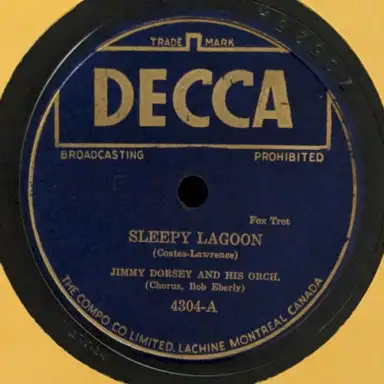 TRADE MARK
DECCA
BROADCASTING PROHIBITED
Fox Trot
SLEEPY LAGOON
(Coates-Lawrence)
JIMMY DORSEY AND HIS ORCH.
(Chorus, Bob Eberly)
4304-A
THE COMPO CO LIMITED, LACHINE MONTREAL CANADA